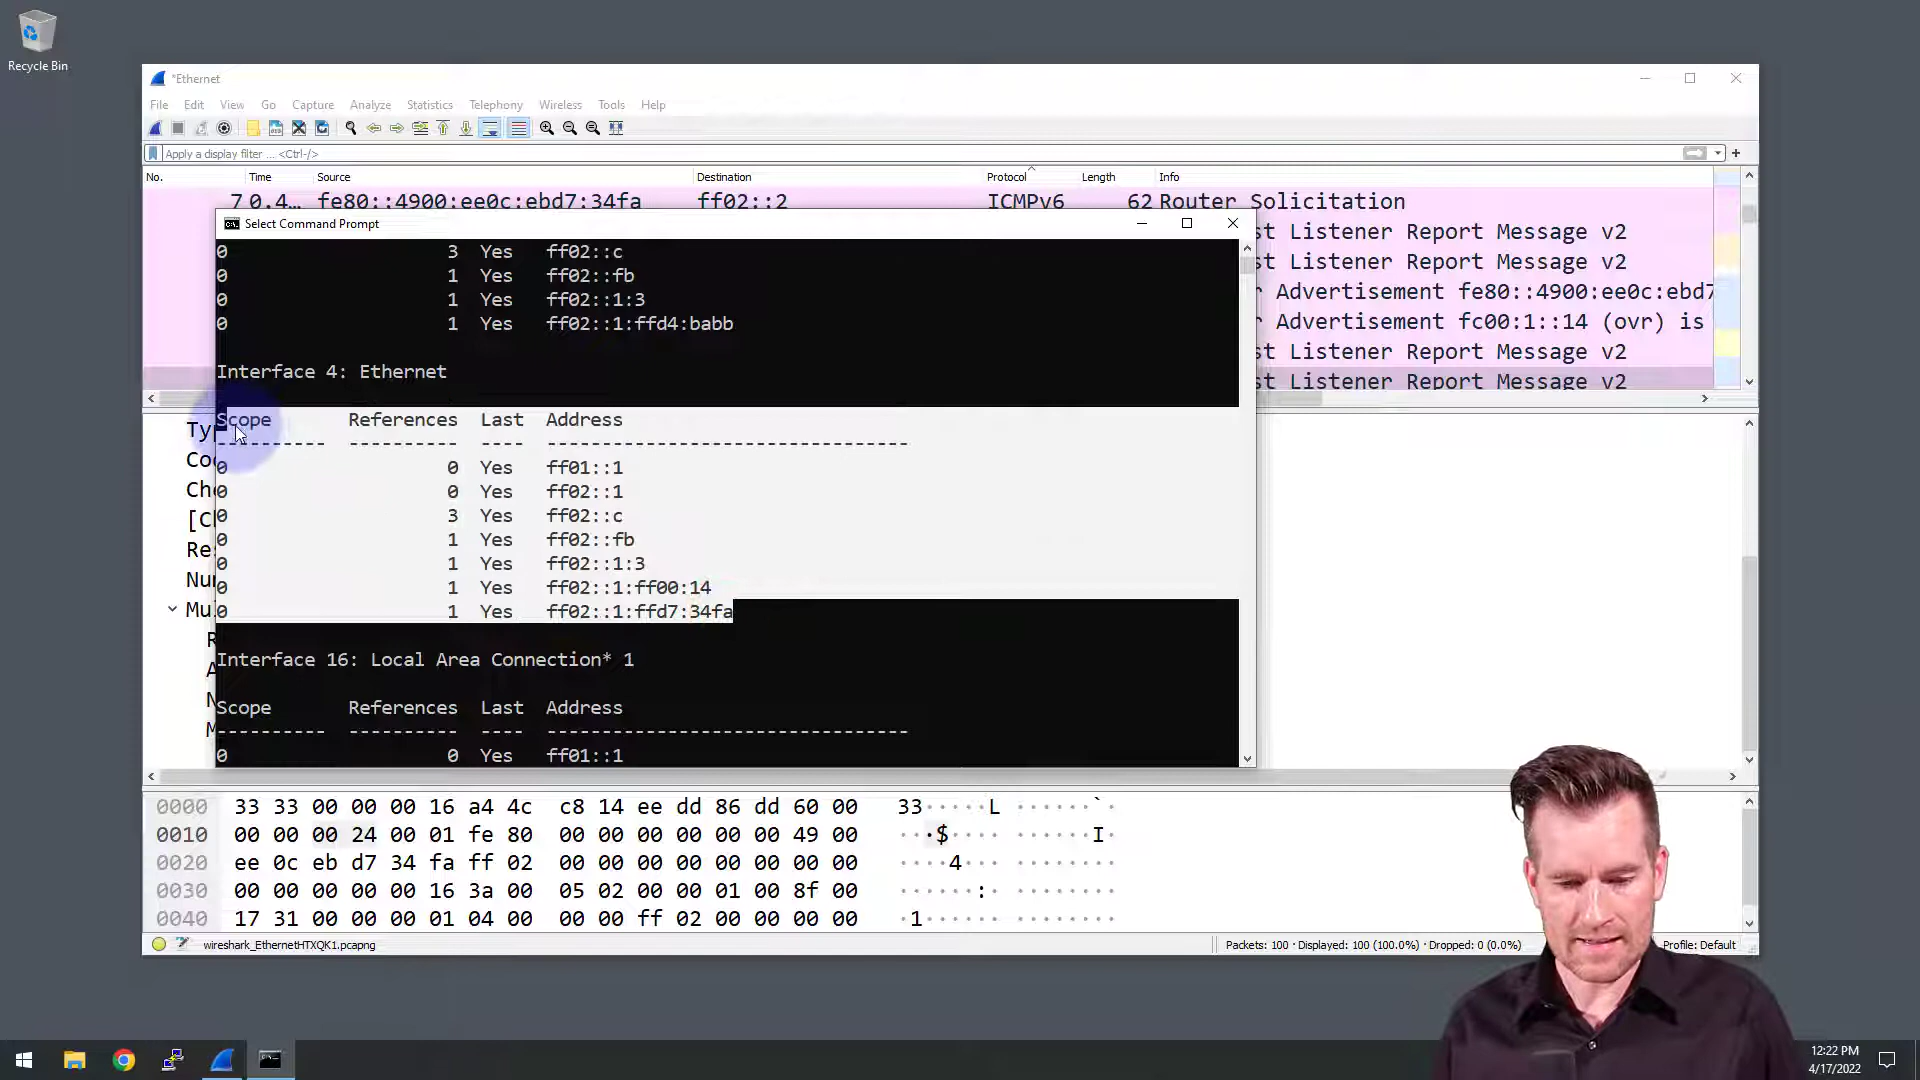 Recycle Bin
*Ethernet
File Edit View Go Capture Analyze Statistics Telephony Wireless Tools Help
Apply a display filter ... <Ctrl-/>
No. Time Source Destination Protocol Length Info
7 0.4... fe80::4900:ee0c:ebd7:34fa ff02::2 ICMPv6 62 Router Solicitation
st Listener Report Message v2
st Listener Report Message v2
r Advertisement fe80::4900:ee0c:ebd7
r Advertisement fc00:1::14 (ovr) is
st Listener Report Message v2
st Listener Report Message v2
Select Command Prompt
0 3 Yes ff02::c
0 1 Yes ff02::fb
0 1 Yes ff02::1:3
0 1 Yes ff02::1:ffd4:babb
Interface 4: Ethernet
Scope References Last Address
---------- ---------- ---- ---------------------------------
0 0 Yes ff01::1
0 0 Yes ff02::1
0 3 Yes ff02::c
0 1 Yes ff02::fb
0 1 Yes ff02::1:3
0 1 Yes ff02::1:ff00:14
0 1 Yes ff02::1:ffd7:34fa
Interface 16: Local Area Connection* 1
Scope References Last Address
---------- ---------- ---- ---------------------------------
0 0 Yes ff01::1
Typ
Coc
Che
[Cl
Res
Nur
Mu
0000 33 33 00 00 00 16 a4 4c c8 14 ee dd 86 dd 60 00 33·····L ······`·
0010 00 00 00 24 00 01 fe 80 00 00 00 00 00 00 49 00 ···$···· ······I·
0020 ee 0c eb d7 34 fa ff 02 00 00 00 00 00 00 00 00 ····4··· ········
0030 00 00 00 00 00 16 3a 00 05 02 00 00 01 00 8f 00 ······:· ········
0040 17 31 00 00 00 01 04 00 00 00 ff 02 00 00 00 00 ·1······ ········
wireshark_EthernetHTXQK1.pcapng
Packets: 100 · Displayed: 100 (100.0%) · Dropped: 0 (0.0%)
Profile: Default
12:22 PM
4/17/2022